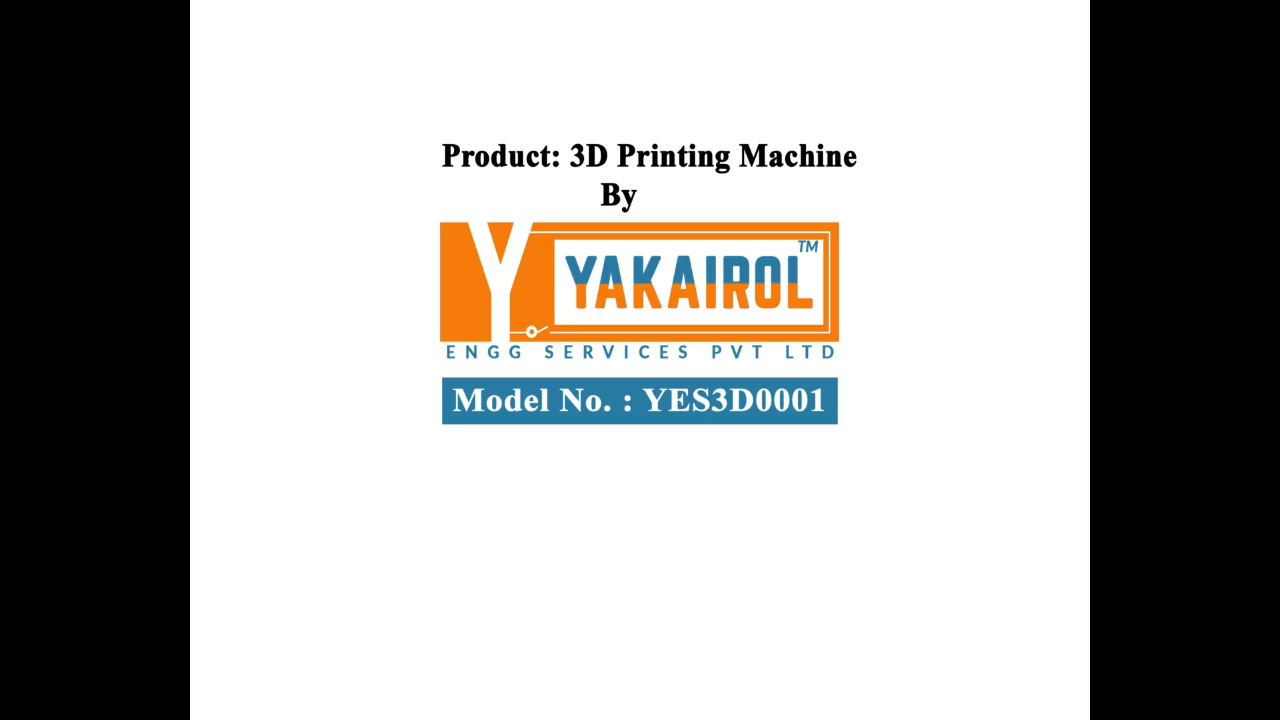 Product: 3D Printing Machine
By
Y
YAKAIROL™
ENGG SERVICES PVT LTD
Model No. : YES3D0001